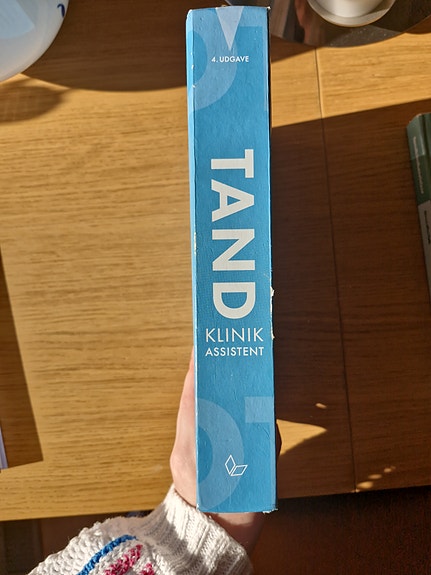 4. UDGAVE
TAND
KLINIK
ASSISTENT